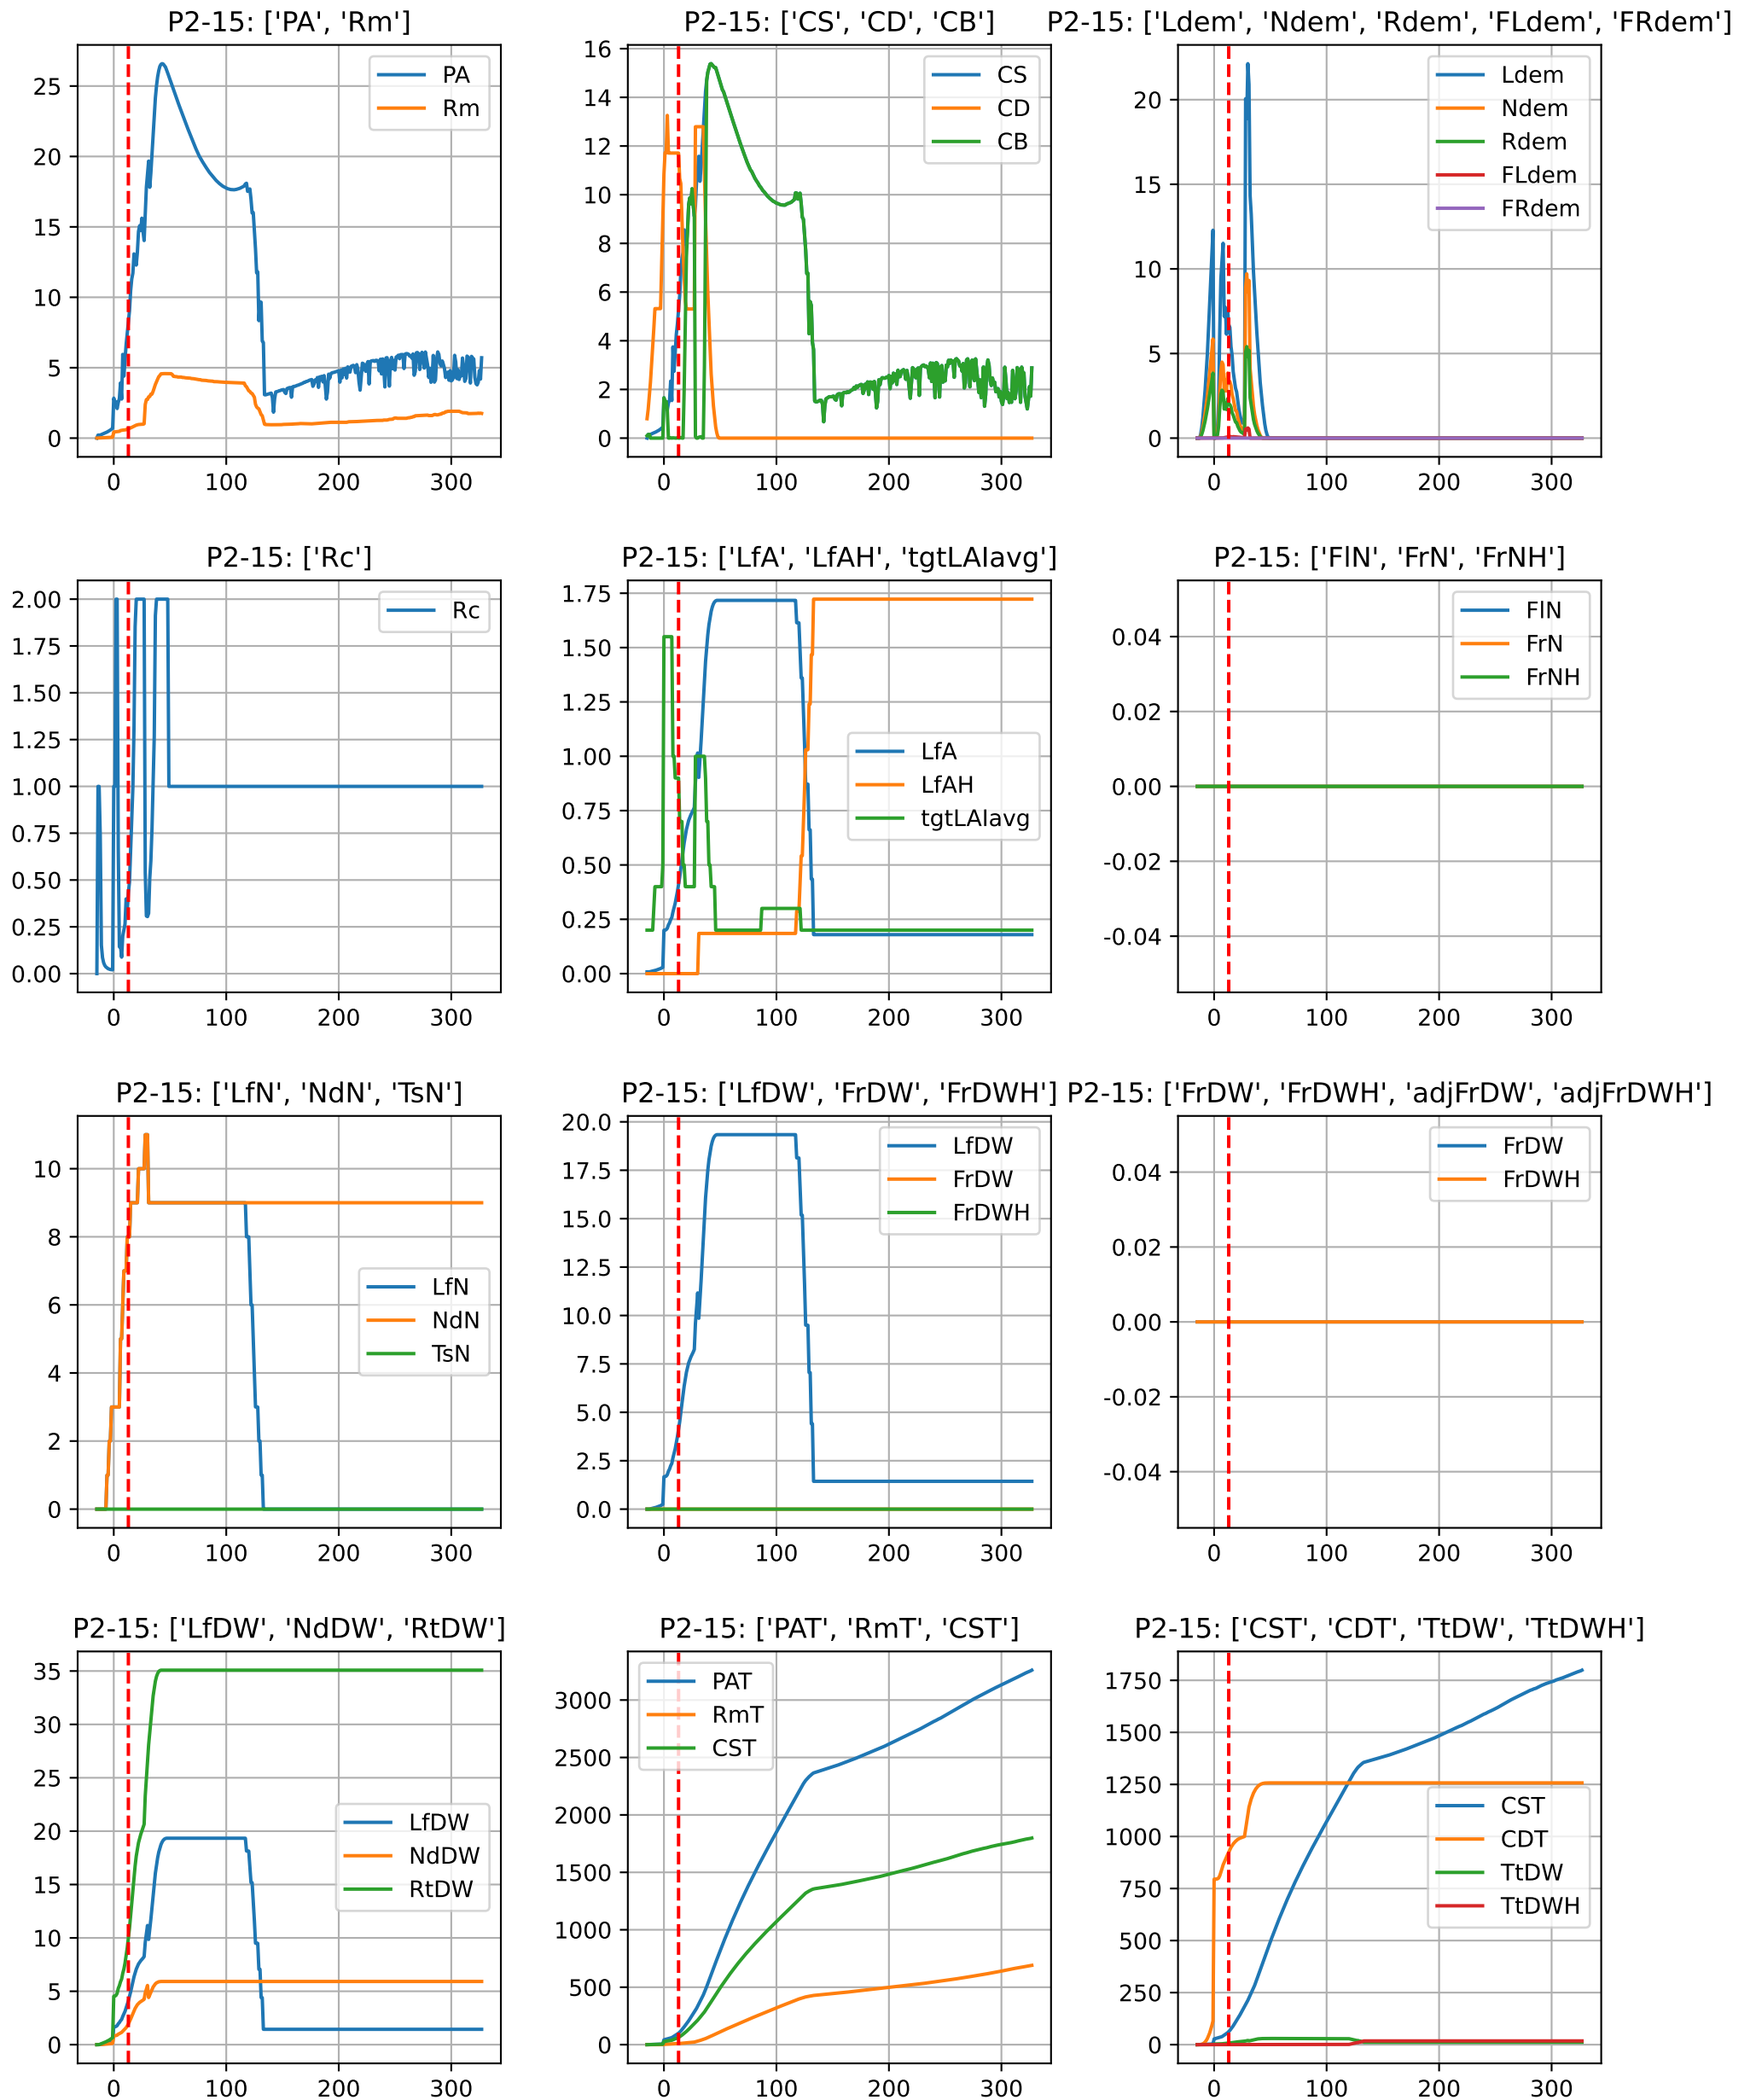 P2-15: ['PA', 'Rm']
25
20
15
10
5
0
0 100 200 300
PA
Rm
P2-15: ['CS', 'CD', 'CB']
16
14
12
10
8
6
4
2
0
0 100 200 300
CS
CD
CB
P2-15: ['Ldem', 'Ndem', 'Rdem', 'FLdem', 'FRdem']
20
15
10
5
0
0 100 200 300
Ldem
Ndem
Rdem
FLdem
FRdem
P2-15: ['Rc']
2.00
1.75
1.50
1.25
1.00
0.75
0.50
0.25
0.00
0 100 200 300
Rc
P2-15: ['LfA', 'LfAH', 'tgtLAIavg']
1.75
1.50
1.25
1.00
0.75
0.50
0.25
0.00
0 100 200 300
LfA
LfAH
tgtLAIavg
P2-15: ['FlN', 'FrN', 'FrNH']
0.04
0.02
0.00
-0.02
-0.04
0 100 200 300
FlN
FrN
FrNH
P2-15: ['LfN', 'NdN', 'TsN']
10
8
6
4
2
0
0 100 200 300
LfN
NdN
TsN
P2-15: ['LfDW', 'FrDW', 'FrDWH']
20.0
17.5
15.0
12.5
10.0
7.5
5.0
2.5
0.0
0 100 200 300
LfDW
FrDW
FrDWH
P2-15: ['FrDW', 'FrDWH', 'adjFrDW', 'adjFrDWH']
0.04
0.02
0.00
-0.02
-0.04
0 100 200 300
FrDW
FrDWH
P2-15: ['LfDW', 'NdDW', 'RtDW']
35
30
25
20
15
10
5
0
0 100 200 300
LfDW
NdDW
RtDW
P2-15: ['PAT', 'RmT', 'CST']
3000
2500
2000
1500
1000
500
0
0 100 200 300
PAT
RmT
CST
P2-15: ['CST', 'CDT', 'TtDW', 'TtDWH']
1750
1500
1250
1000
750
500
250
0
0 100 200 300
CST
CDT
TtDW
TtDWH